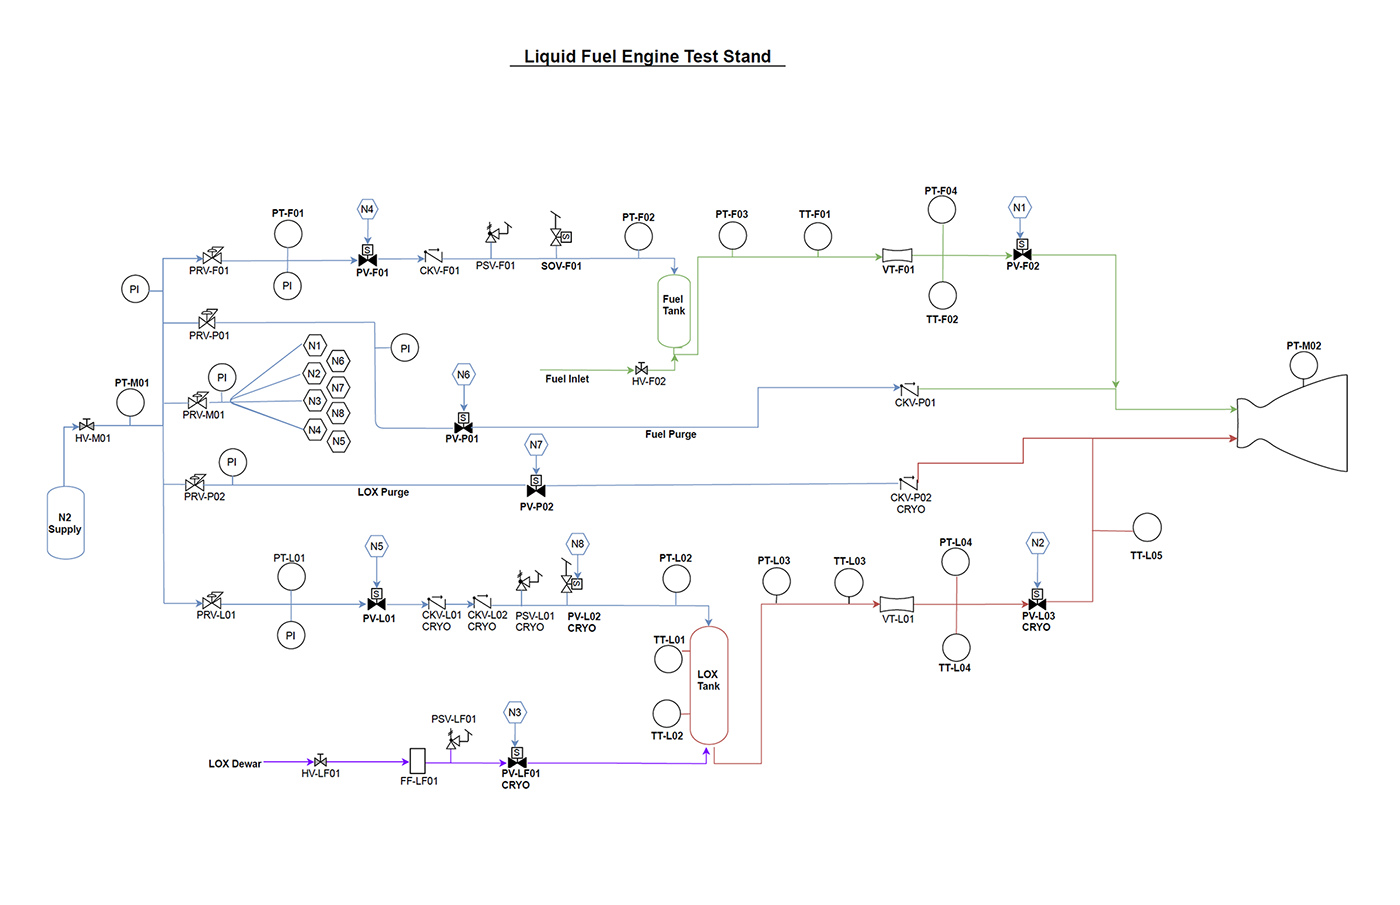 Liquid Fuel Engine Test Stand
PT-F04
N4
PT-F01
N1
PT-F02
PT-F03
TT-F01
S
S
S
PRV-F01
PV-F01
CKV-F01
PSV-F01
SOV-F01
VT-F01
PV-F02
PI
PI
Fuel
Tank
TT-F02
PRV-P01
PI
N1
N6
PT-M02
PT-M01
PI
N2
N7
N6
Fuel Inlet
HV-F02
N3
N8
CKV-P01
PRV-M01
S
HV-M01
N4
N5
PV-P01
Fuel Purge
N7
PI
S
PRV-P02
LOX Purge
CKV-P02
CRYO
PV-P02
N2
Supply
PT-L01
N5
N8
PT-L02
PT-L03
TT-L03
PT-L04
N2
TT-L05
S
S
S
PRV-L01
PV-L01
CKV-L01
CRYO
CKV-L02
CRYO
PSV-L01
CRYO
PV-L02
CRYO
VT-L01
PV-L03
CRYO
PI
TT-L01
LOX
Tank
TT-L04
TT-L02
PSV-LF01
N3
S
LOX Dewar
HV-LF01
FF-LF01
PV-LF01
CRYO